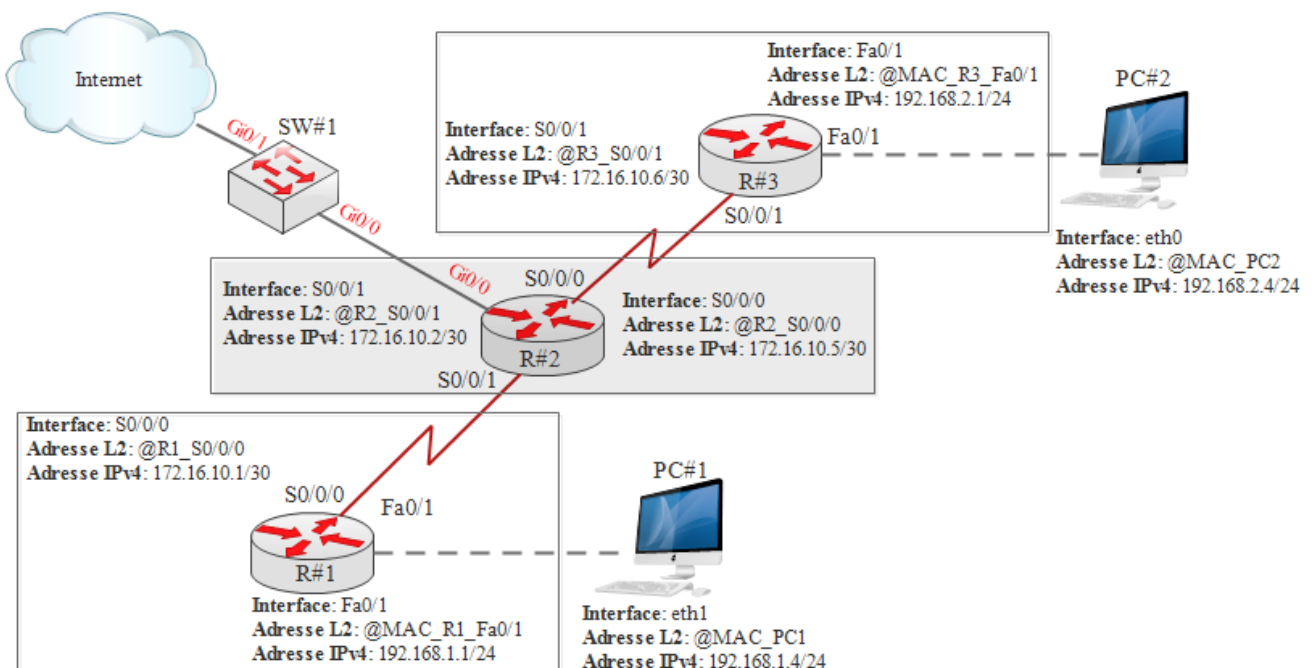 Internet
Gi0/1
SW#1
Gi0/0
Gi0/0
Interface: Fa0/1
Adresse L2: @MAC_R3_Fa0/1
Adresse IPv4: 192.168.2.1/24
Interface: S0/0/1
Adresse L2: @R3_S0/0/1
Adresse IPv4: 172.16.10.6/30
Fa0/1
R#3
S0/0/1
PC#2
Interface: eth0
Adresse L2: @MAC_PC2
Adresse IPv4: 192.168.2.4/24
Interface: S0/0/1
Adresse L2: @R2_S0/0/1
Adresse IPv4: 172.16.10.2/30
S0/0/0
R#2
S0/0/1
Interface: S0/0/0
Adresse L2: @R2_S0/0/0
Adresse IPv4: 172.16.10.5/30
Interface: S0/0/0
Adresse L2: @R1_S0/0/0
Adresse IPv4: 172.16.10.1/30
S0/0/0
Fa0/1
R#1
Interface: Fa0/1
Adresse L2: @MAC_R1_Fa0/1
Adresse IPv4: 192.168.1.1/24
PC#1
Interface: eth1
Adresse L2: @MAC_PC1
Adresse IPv4: 192.168.1.4/24